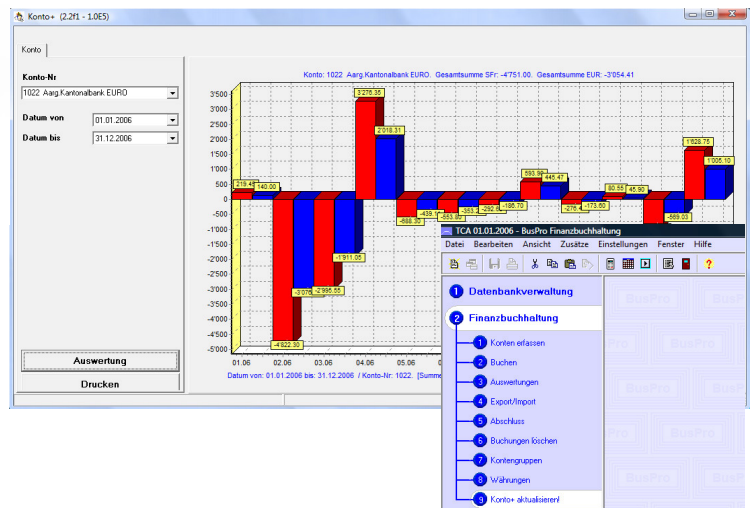 Konto+ (2.2f1 - 1.0E5)
Konto
Konto-Nr
1022 Aarg.Kantonalbank EURO
Datum von
01.01.2006
Datum bis
31.12.2006
Auswertung
Drucken
Konto: 1022 Aarg.Kantonalbank EURO. Gesamtsumme SFr: -4'751.00. Gesamtsumme EUR: -3'054.41
3'500
3'000
2'500
2'000
1'500
1'000
500
0
-500
-1'000
-1'500
-2'000
-2'500
-3'000
-3'500
-4'000
-4'500
-5'000
140.00
-4'822.30
-2'995.55
-1'911.05
3'276.35
2'018.31
-688.30
-553.80
593.90
445.47
-185.70
-173.60
80.55
45.90
-569.03
1'628.75
1'005.10
01.06
02.06
03.06
04.06
05.06
Datum von: 01.01.2006 bis: 31.12.2006 / Konto-Nr: 1022. [Summe
TCA 01.01.2006 - BusPro Finanzbuchhaltung
Datei Bearbeiten Ansicht Zusätze Einstellungen Fenster Hilfe
1 Datenbankverwaltung
2 Finanzbuchhaltung
1 Konten erfassen
2 Buchen
3 Auswertungen
4 Export/Import
5 Abschluss
6 Buchungen löschen
7 Kontengruppen
8 Währungen
9 Konto+ aktualisieren!
BusPro
BusPro